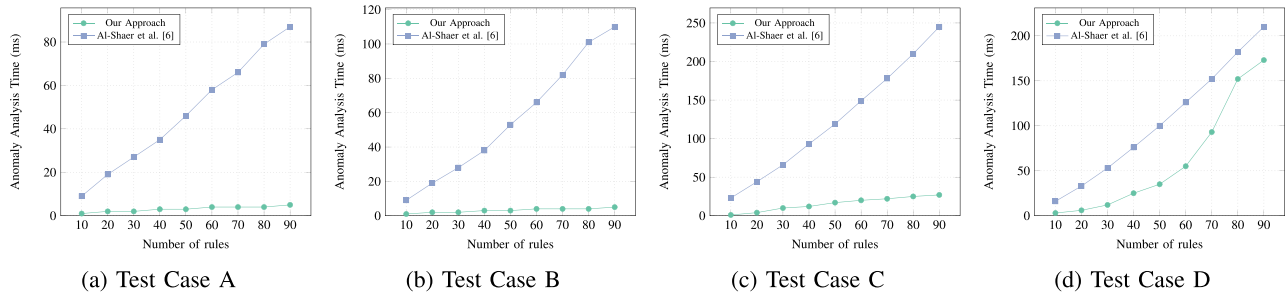 Our Approach
Al-Shaer et al. [6]
Anomaly Analysis Time (ms)
80
60
40
20
0
10 20 30 40 50 60 70 80 90
Number of rules
(a) Test Case A
Our Approach
Al-Shaer et al. [6]
Anomaly Analysis Time (ms)
120
100
80
60
40
20
0
10 20 30 40 50 60 70 80 90
Number of rules
(b) Test Case B
Our Approach
Al-Shaer et al. [6]
Anomaly Analysis Time (ms)
250
200
150
100
50
0
10 20 30 40 50 60 70 80 90
Number of rules
(c) Test Case C
Our Approach
Al-Shaer et al. [6]
Anomaly Analysis Time (ms)
200
150
100
50
0
10 20 30 40 50 60 70 80 90
Number of rules
(d) Test Case D